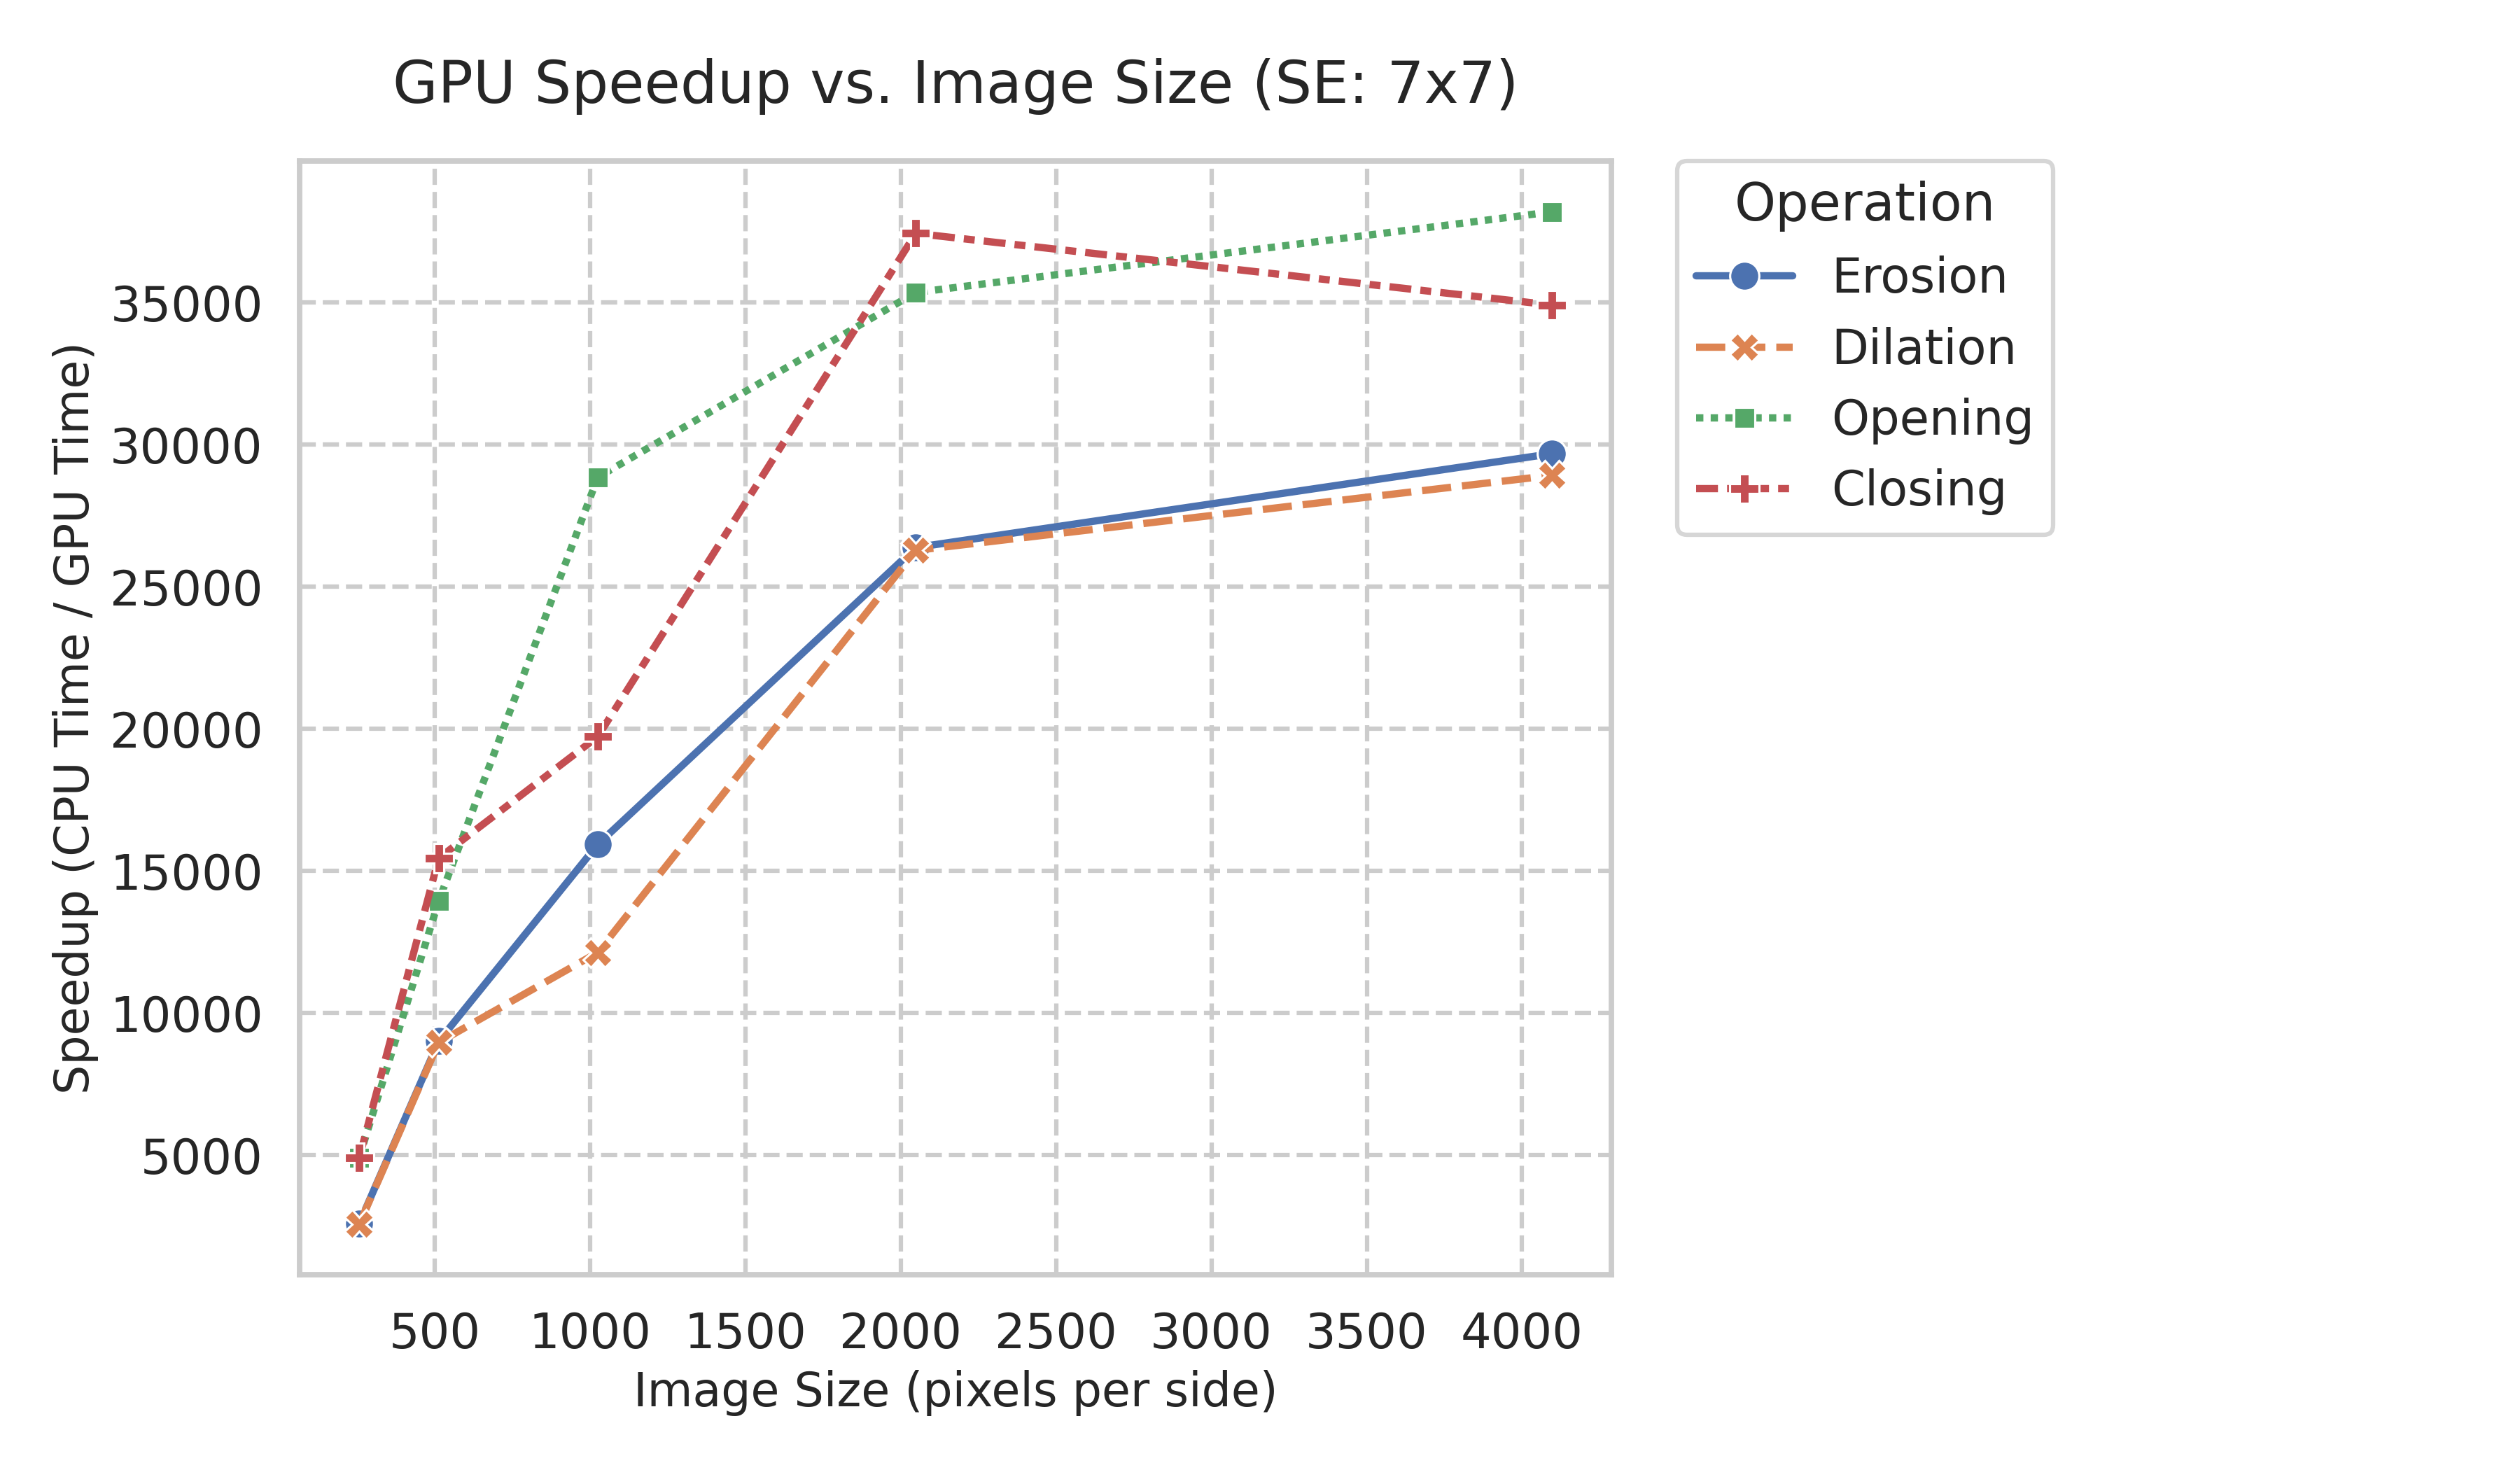 GPU Speedup vs. Image Size (SE: 7x7)
Speedup (CPU Time / GPU Time)
35000
30000
25000
20000
15000
10000
5000
500 1000 1500 2000 2500 3000 3500 4000
Image Size (pixels per side)
Operation
Erosion
Dilation
Opening
Closing